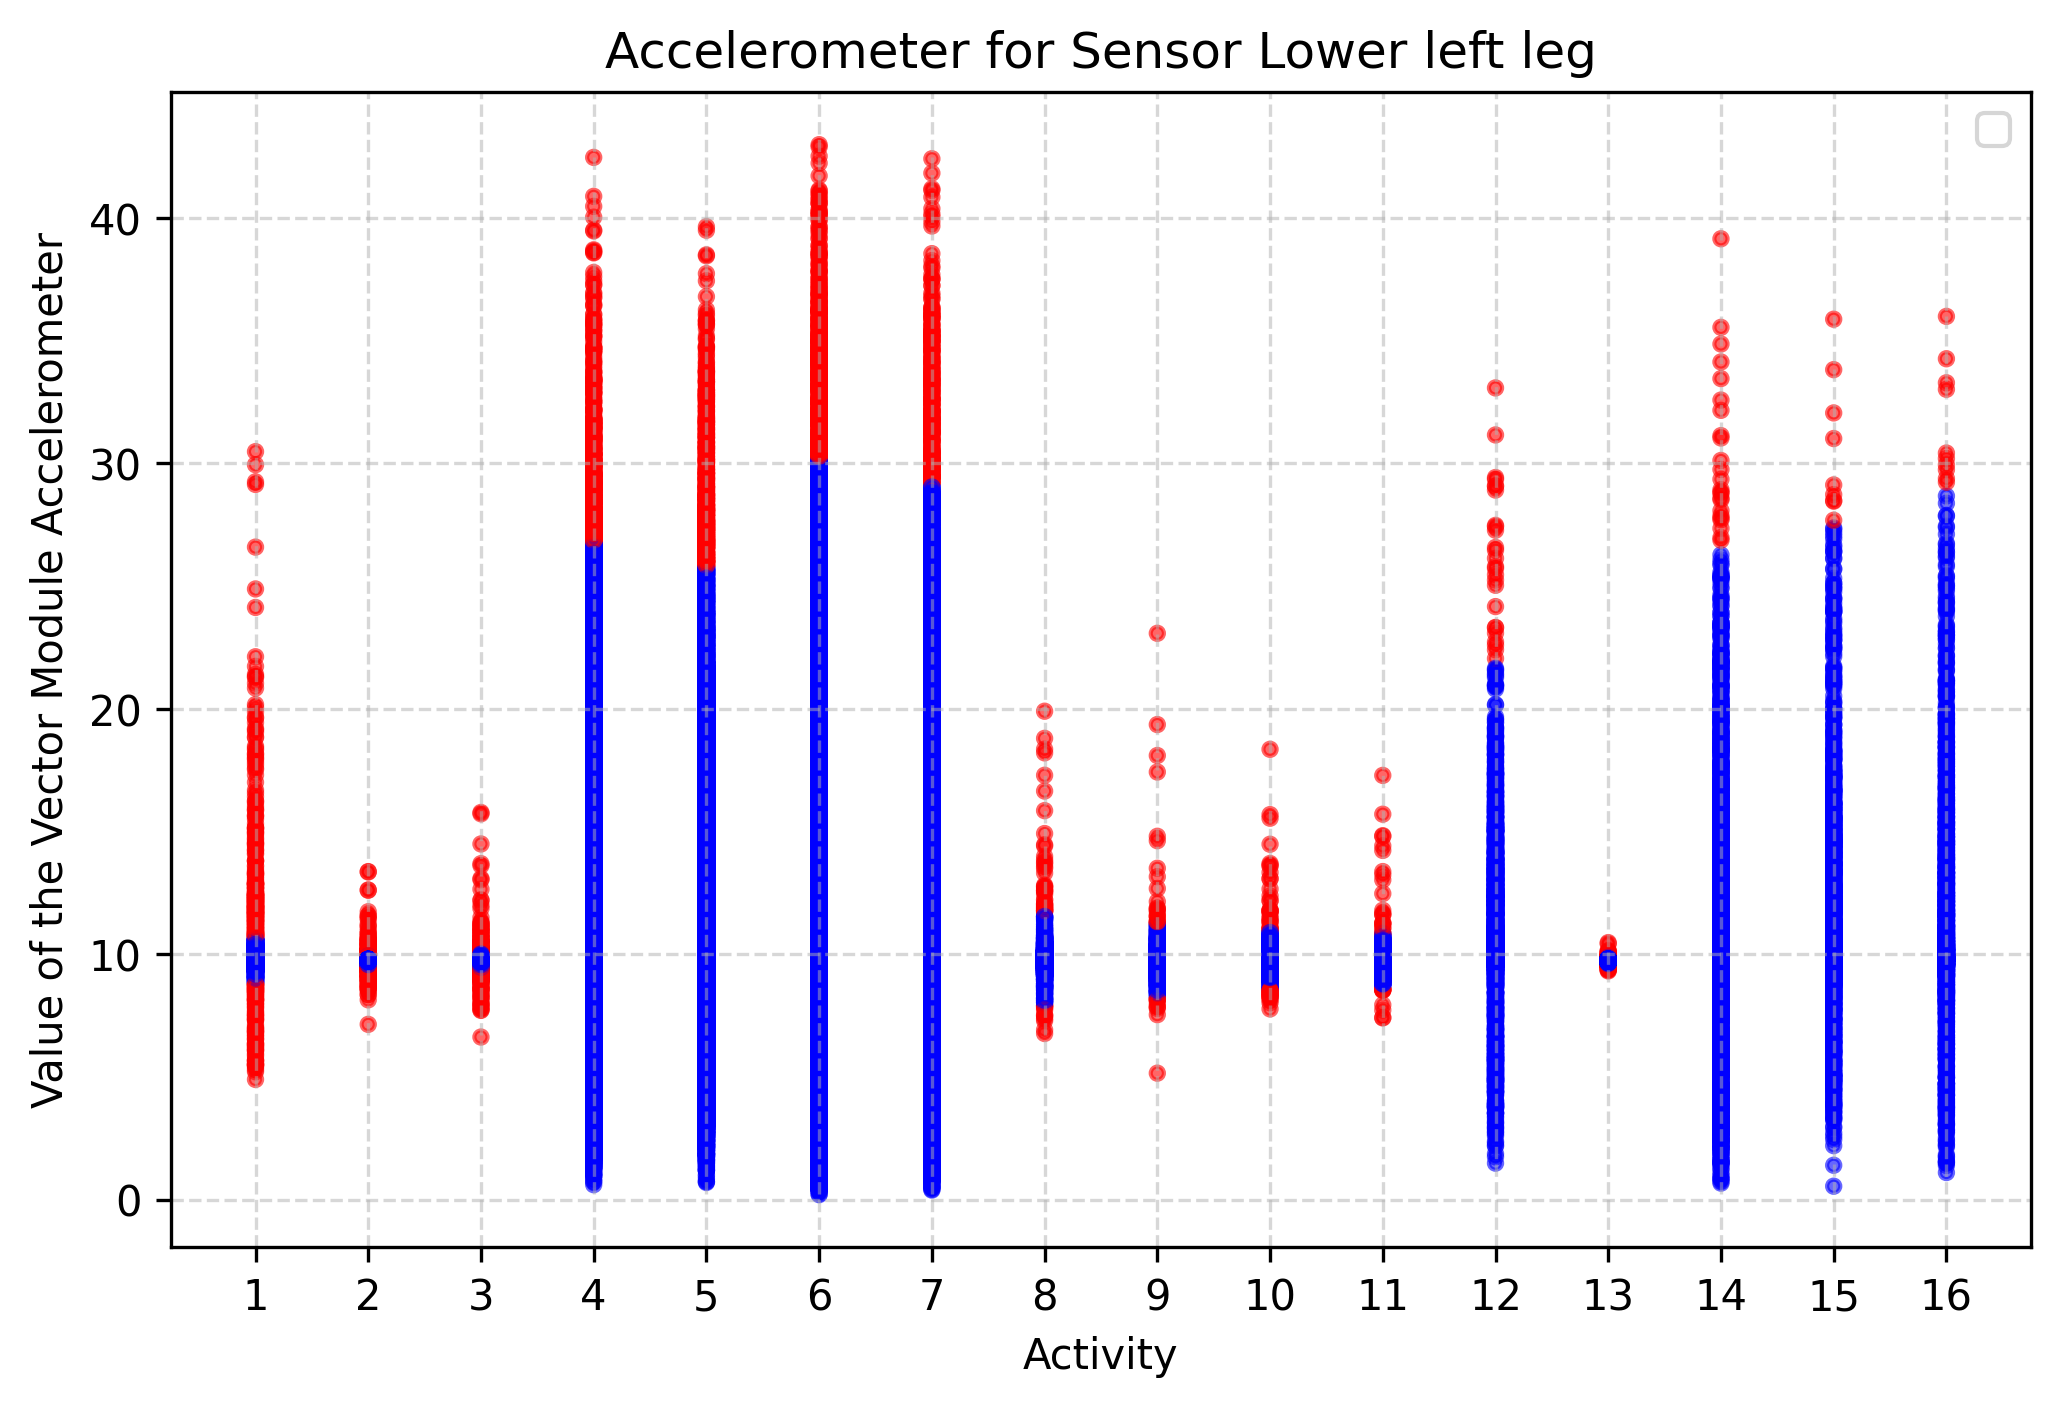 Accelerometer for Sensor Lower left leg
Value of the Vector Module Accelerometer
40
30
20
10
0
1 2 3 4 5 6 7 8 9 10 11 12 13 14 15 16
Activity